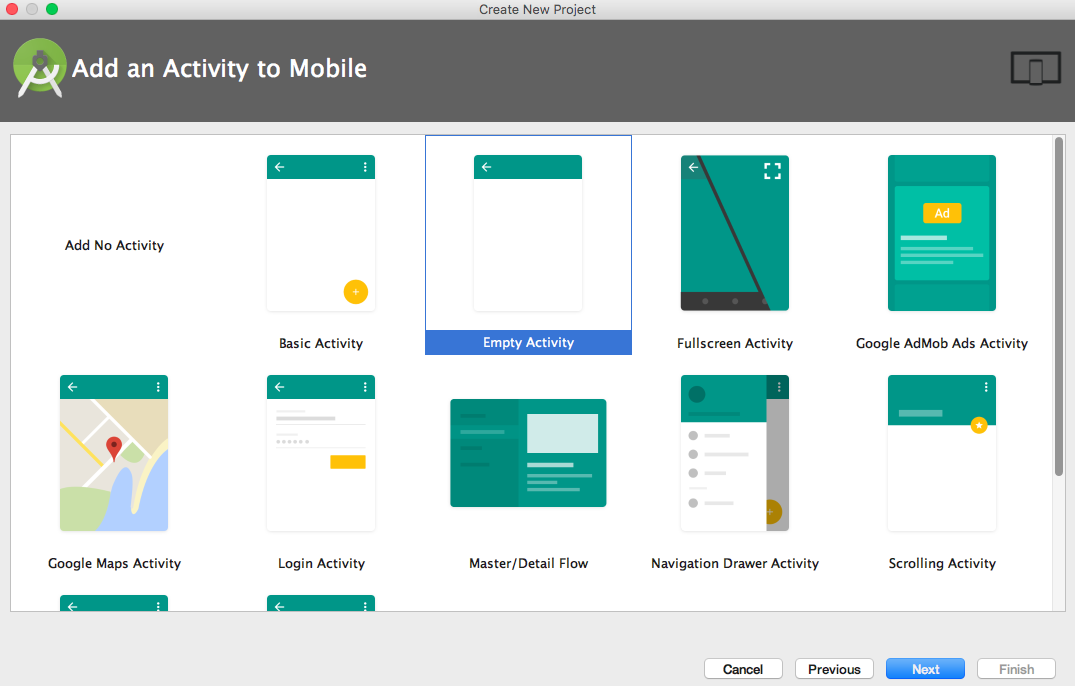 Create New Project
Add an Activity to Mobile
Ad
Add No Activity
Basic Activity
Empty Activity
Fullscreen Activity
Google AdMob Ads Activity
Google Maps Activity
Login Activity
Master/Detail Flow
Navigation Drawer Activity
Scrolling Activity
Cancel
Previous
Next
Finish